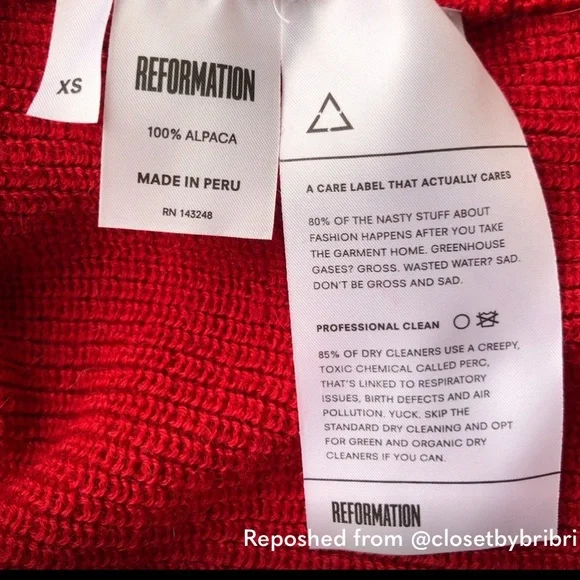 XS
REFORMATION
100% ALPACA
MADE IN PERU
RN 143248
A CARE LABEL THAT ACTUALLY CARES
80% OF THE NASTY STUFF ABOUT
FASHION HAPPENS AFTER YOU TAKE
THE GARMENT HOME. GREENHOUSE
GASES? GROSS. WASTED WATER? SAD.
DON'T BE GROSS AND SAD.
PROFESSIONAL CLEAN
85% OF DRY CLEANERS USE A CREEPY,
TOXIC CHEMICAL CALLED PERC,
THAT'S LINKED TO RESPIRATORY
ISSUES, BIRTH DEFECTS AND AIR
POLLUTION. YUCK. SKIP THE
STANDARD DRY CLEANING AND OPT
FOR GREEN AND ORGANIC DRY
CLEANERS IF YOU CAN.
REFORMATION
Reposhed from @closetbybribri